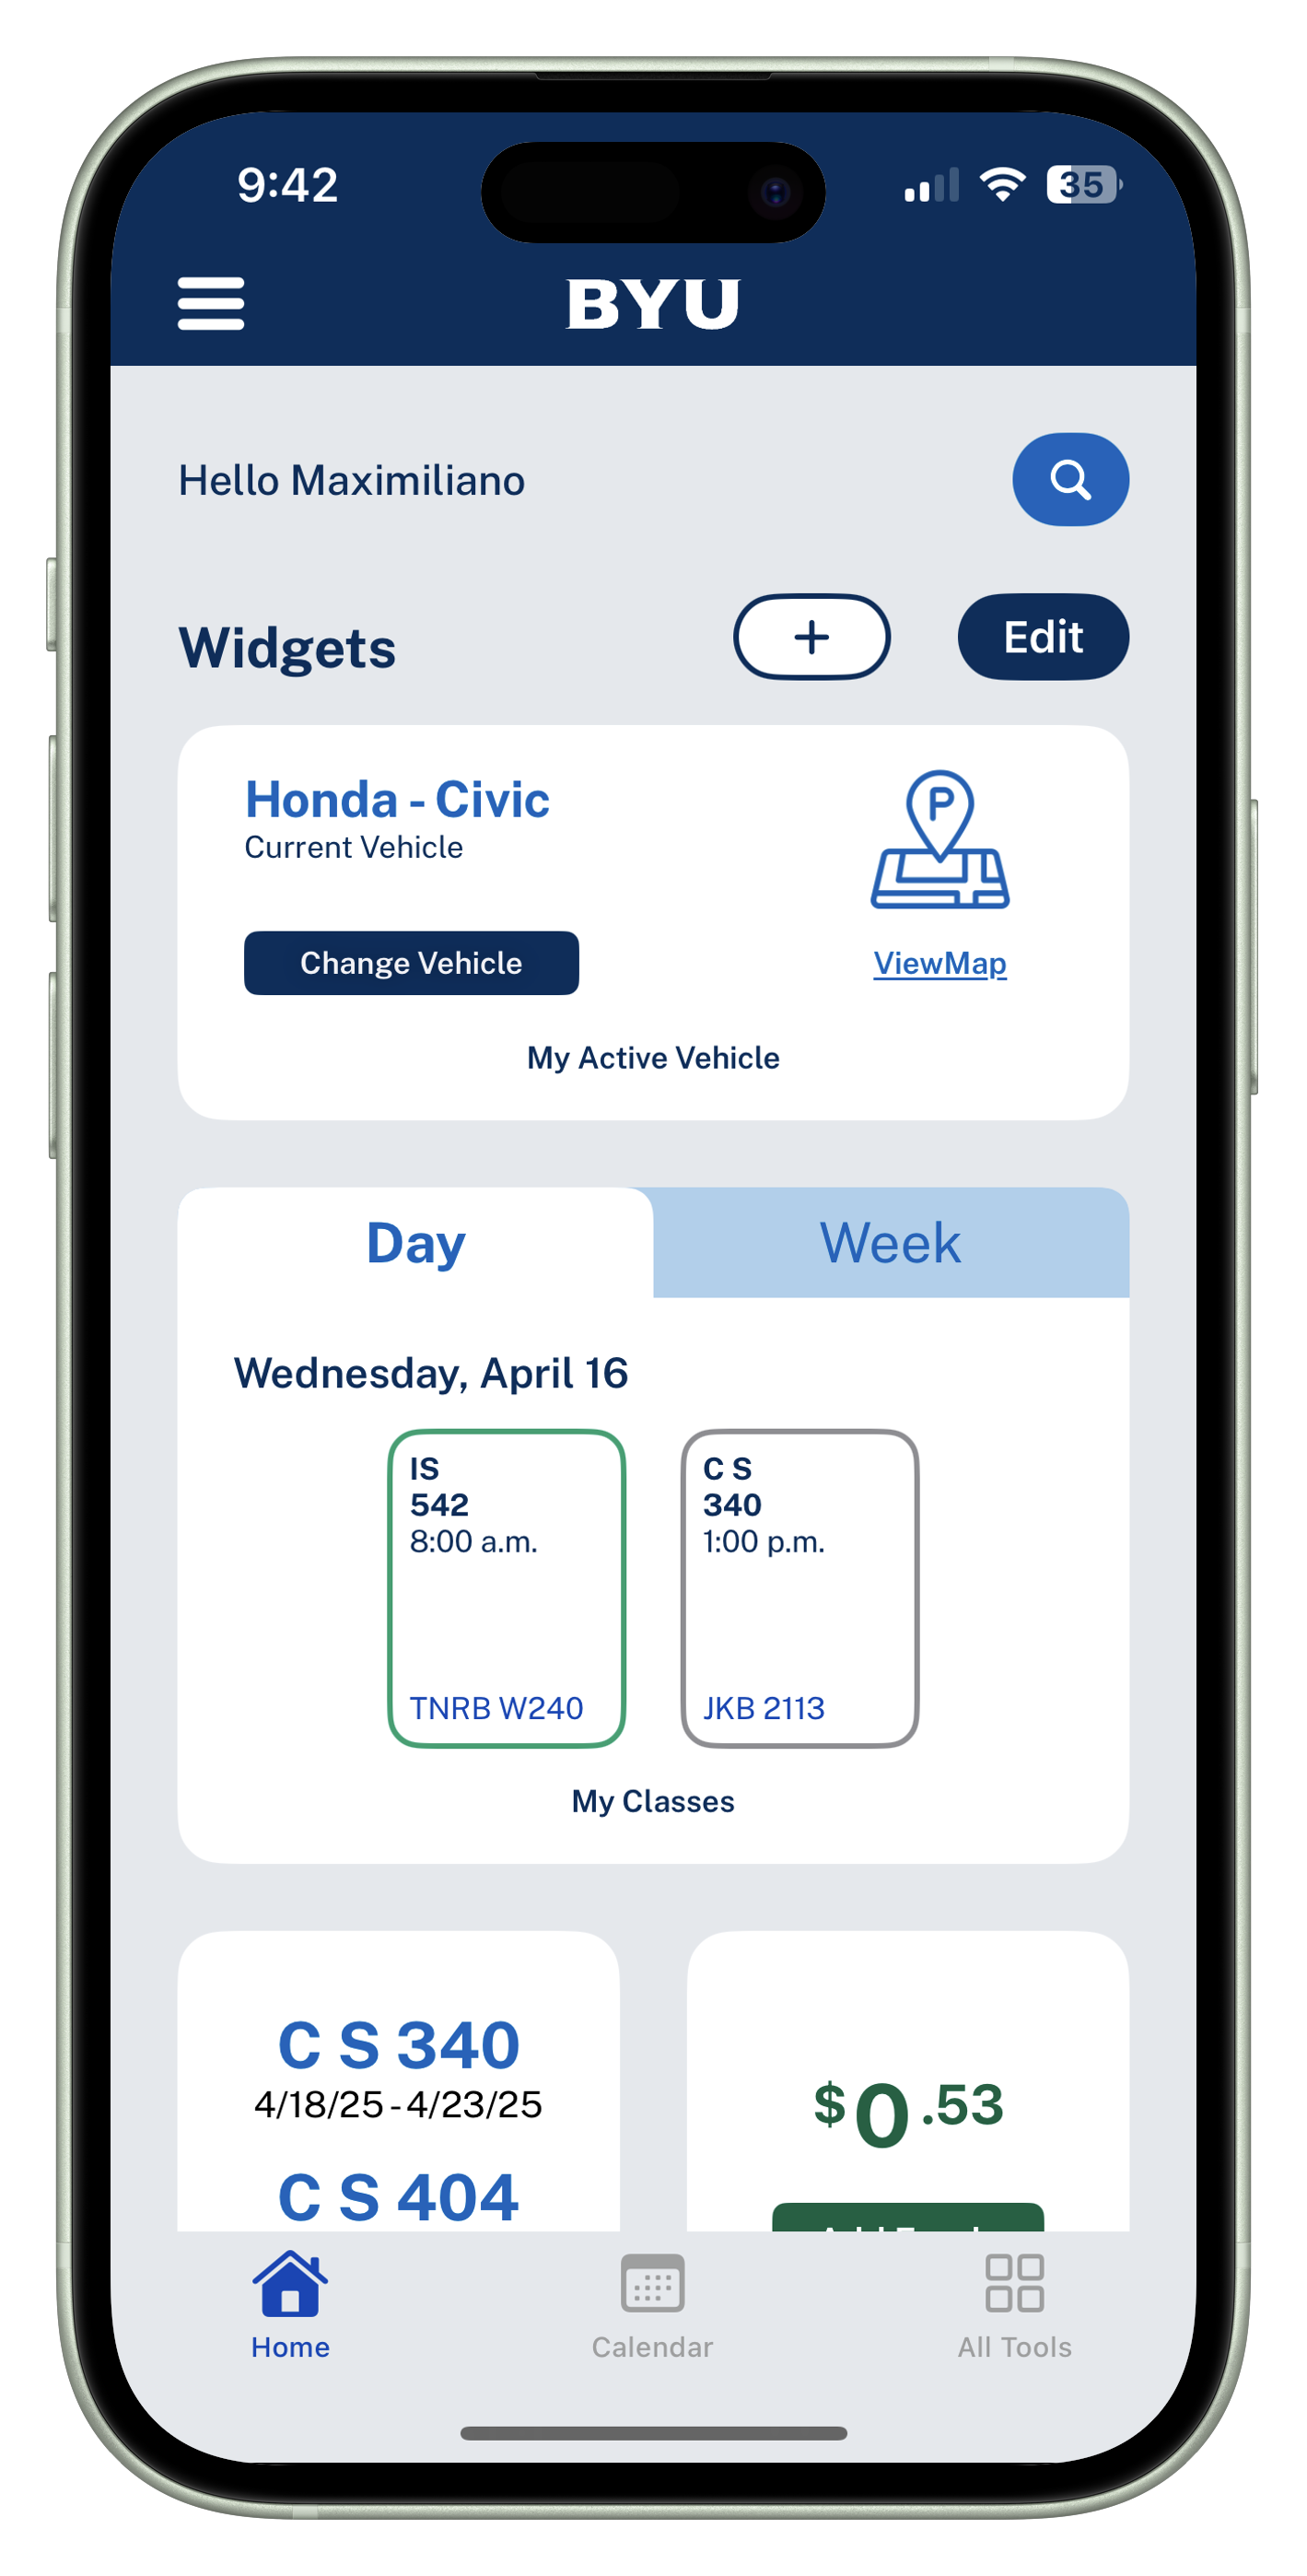 9:42
35
BYU
Hello Maximiliano
Widgets
+
Edit
Honda - Civic
Current Vehicle
P
Change Vehicle
ViewMap
My Active Vehicle
Day
Week
Wednesday, April 16
IS
542
8:00 a.m.
TNRB W240
C S
340
1:00 p.m.
JKB 2113
My Classes
C S 340
4/18/25 - 4/23/25
C S 404
$0.53
Home
Calendar
All Tools